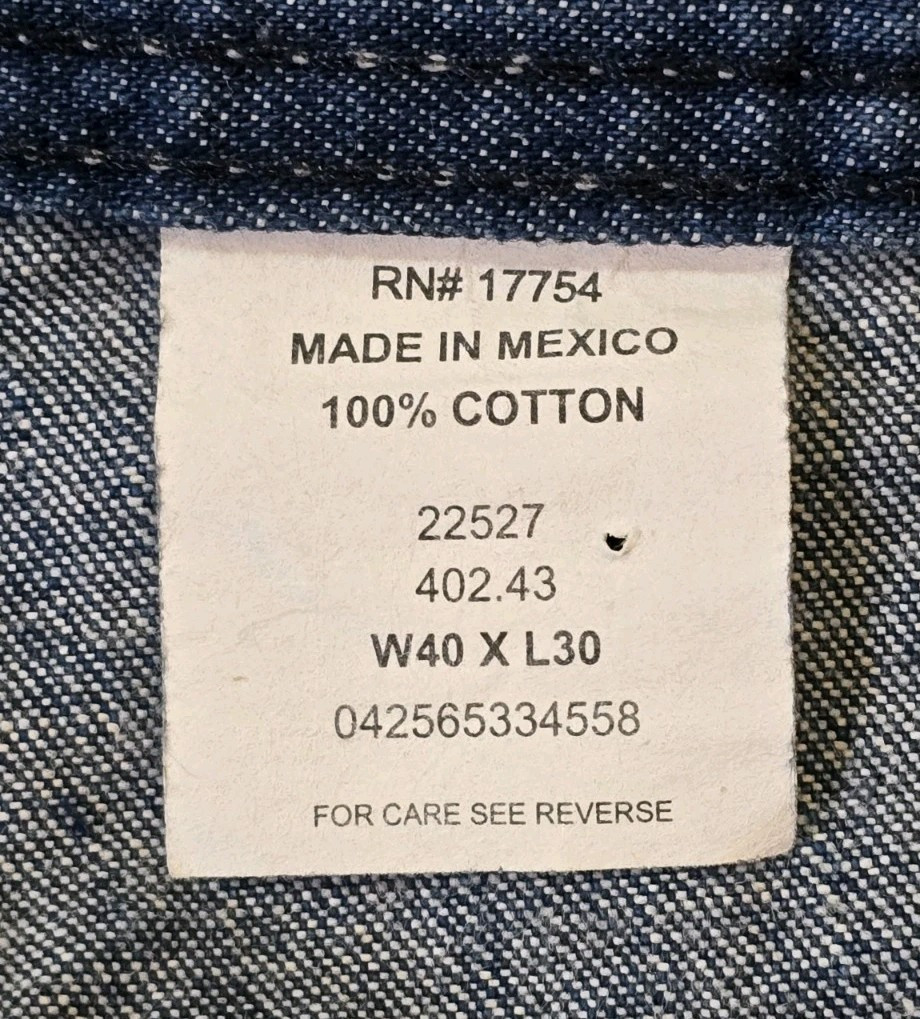 RN# 17754
MADE IN MEXICO
100% COTTON
22527
402.43
W40 X L30
042565334558
FOR CARE SEE REVERSE